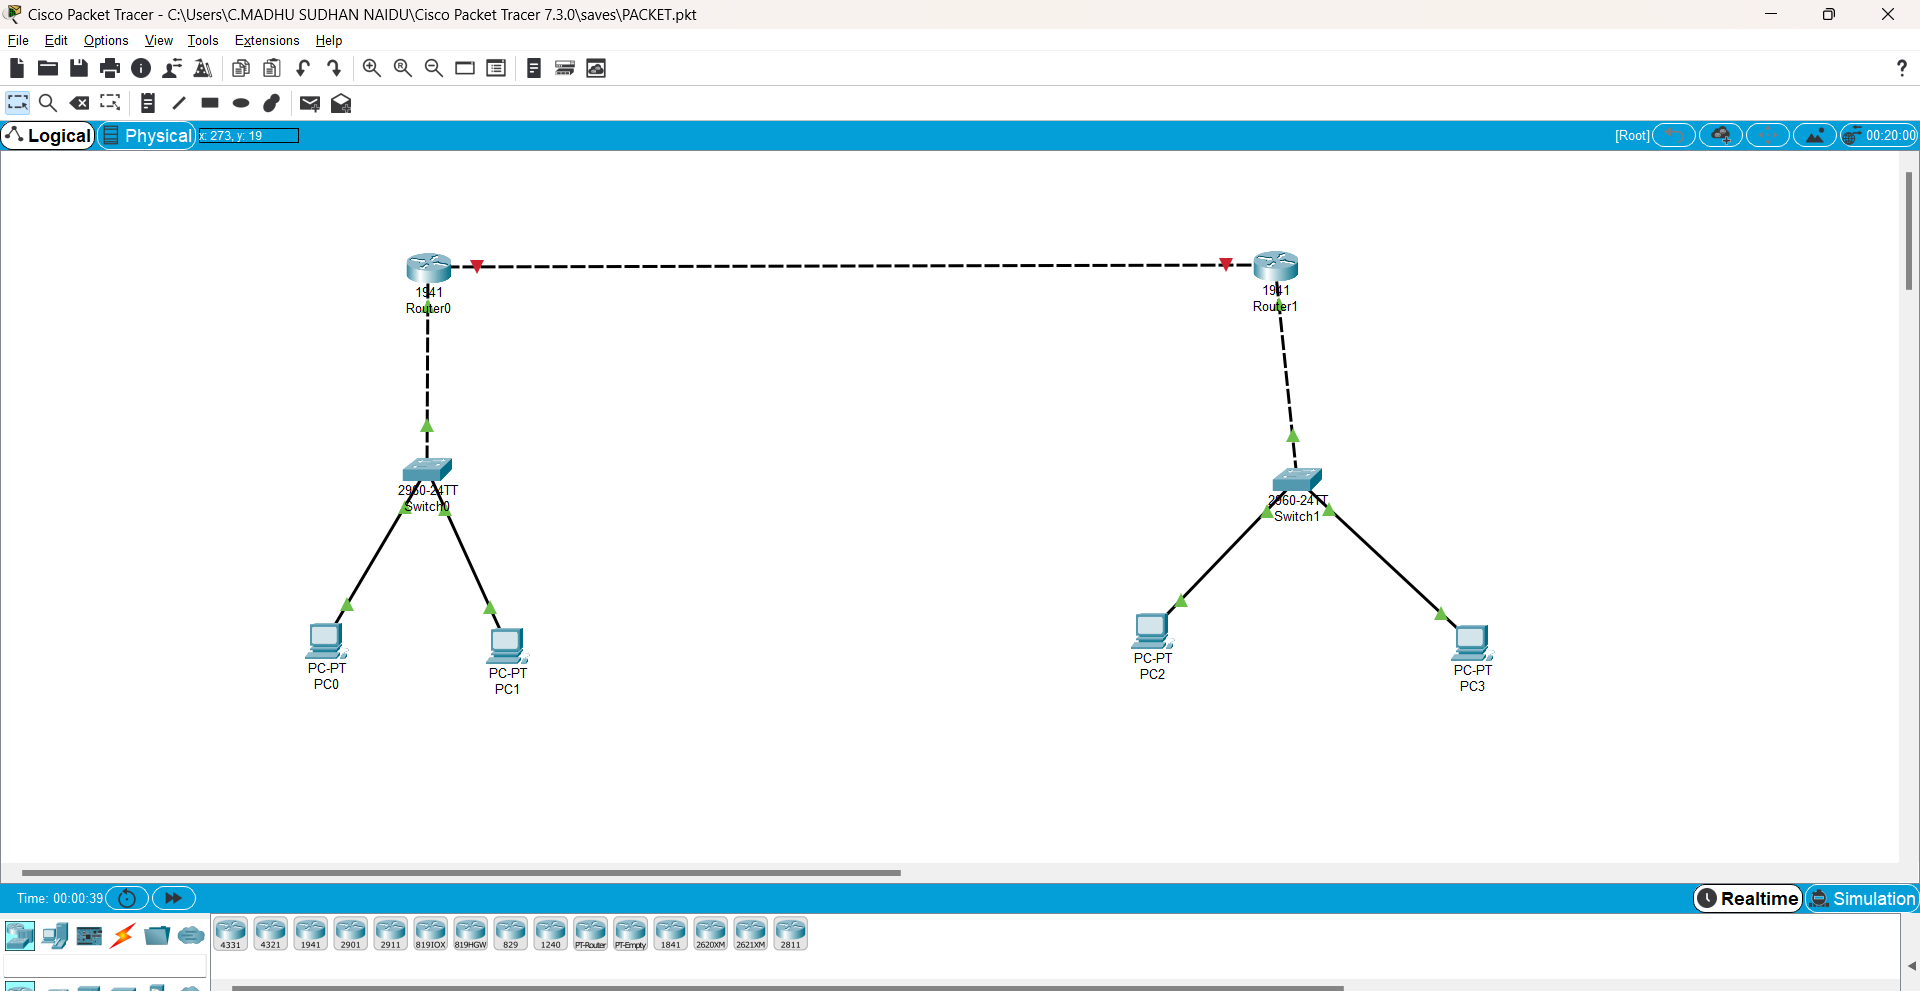 Cisco Packet Tracer - C:\Users\C.MADHU SUDHAN NAIDU\Cisco Packet Tracer 7.3.0\saves\PACKET.pkt
File Edit Options View Tools Extensions Help
?
Logical Physical x: 273, y: 19 [Root] 00:20:00
1941
Router0
1941
Router1
2960-24TT
Switch0
2960-24TT
Switch1
PC-PT
PC0
PC-PT
PC1
PC-PT
PC2
PC-PT
PC3
Time: 00:00:39 Realtime Simulation
4331 4321 1941 2901 2911 819IOX 819HGW 829 1240 PT-Router PT-Empty 1841 2620XM 2621XM 2811